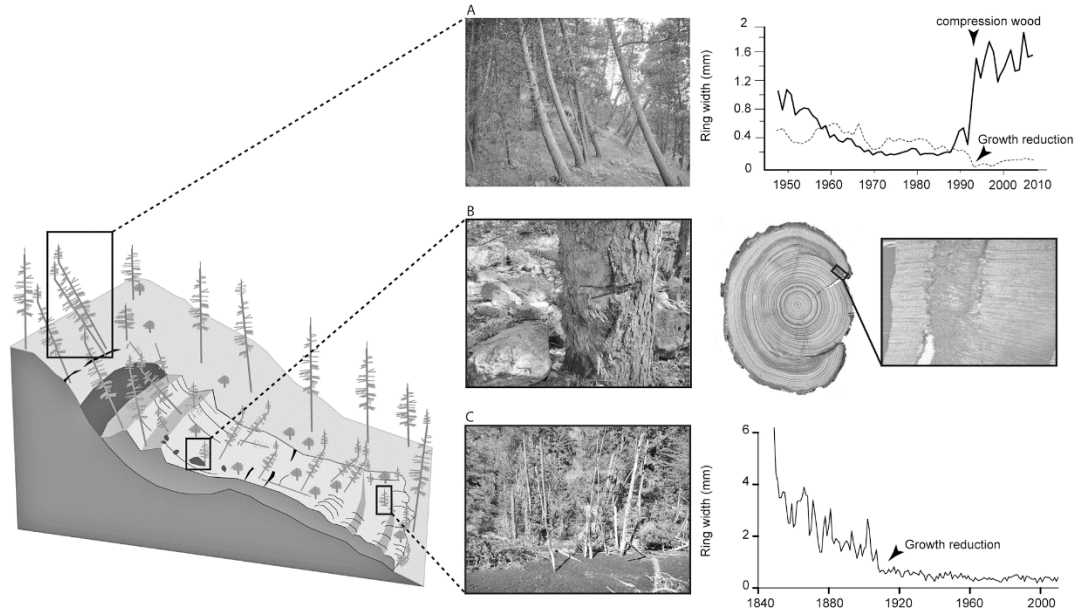 A
compression wood
Ring width (mm)
2
1.6
1.2
0.8
0.4
0
Growth reduction
1950 1960 1970 1980 1990 2000 2010
B
C
Ring width (mm)
6
4
2
0
Growth reduction
1840 1880 1920 1960 2000